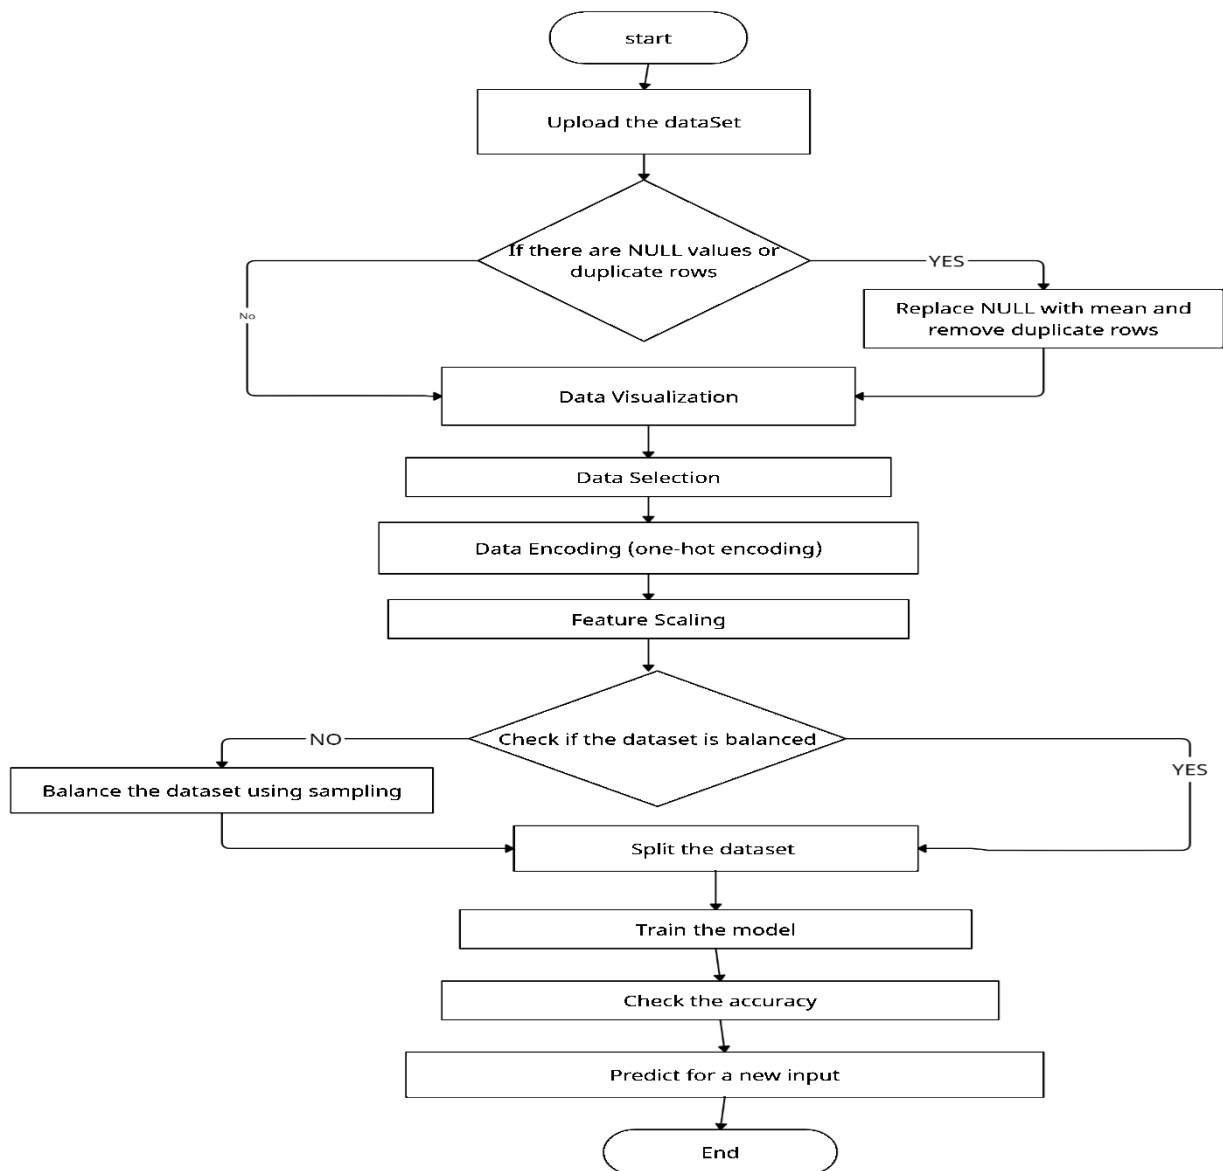 start
Upload the dataSet
If there are NULL values or
duplicate rows
YES
No
Replace NULL with mean and
remove duplicate rows
Data Visualization
Data Selection
Data Encoding (one-hot encoding)
Feature Scaling
Check if the dataset is balanced
NO
YES
Balance the dataset using sampling
Split the dataset
Train the model
Check the accuracy
Predict for a new input
End